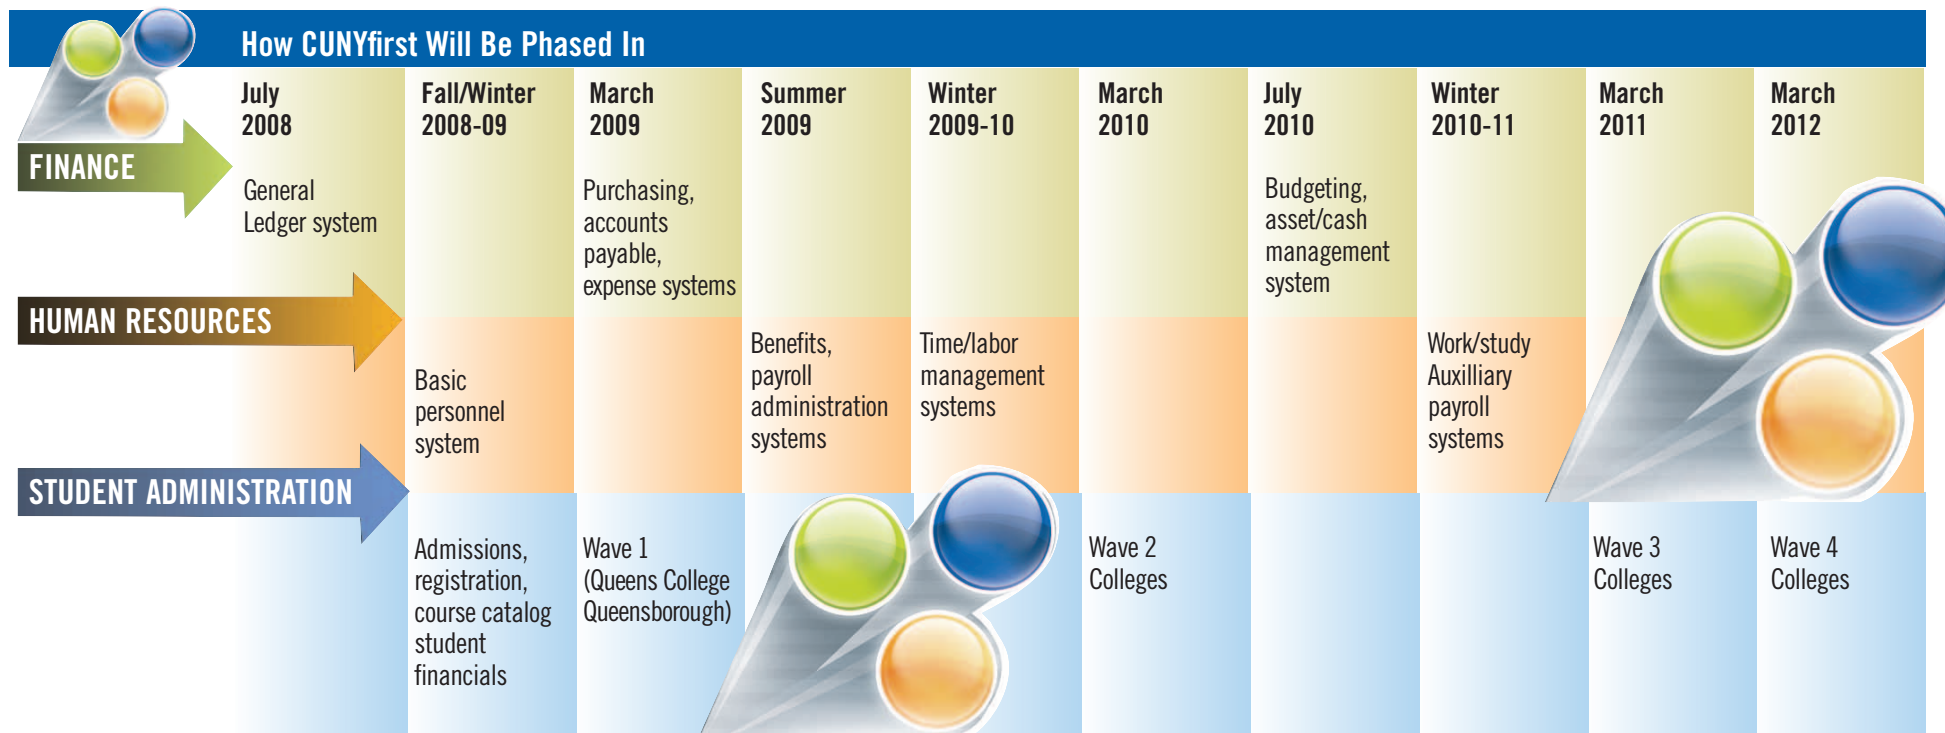 How CUNYfirst Will Be Phased In
July
2008
Fall/Winter
2008-09
March
2009
Summer
2009
Winter
2009-10
March
2010
July
2010
Winter
2010-11
March
2011
March
2012
FINANCE
General
Ledger system
Purchasing,
accounts
payable,
expense systems
Budgeting,
asset/cash
management
system
HUMAN RESOURCES
Basic
personnel
system
Benefits,
payroll
administration
systems
Time/labor
management
systems
Work/study
Auxilliary
payroll
systems
STUDENT ADMINISTRATION
Admissions,
registration,
course catalog
student
financials
Wave 1
(Queens College
Queensborough)
Wave 2
Colleges
Wave 3
Colleges
Wave 4
Colleges